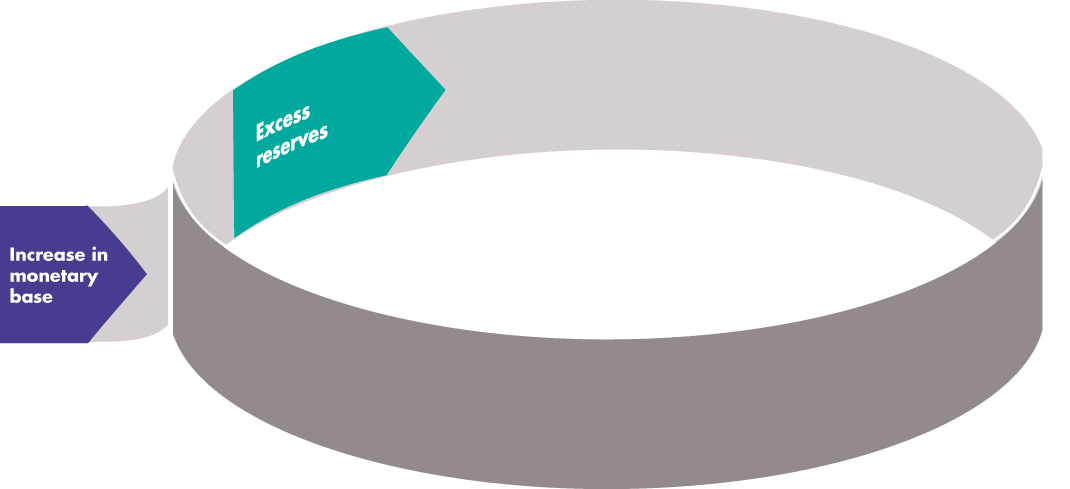 Excess
reserves
Increase in
monetary
base